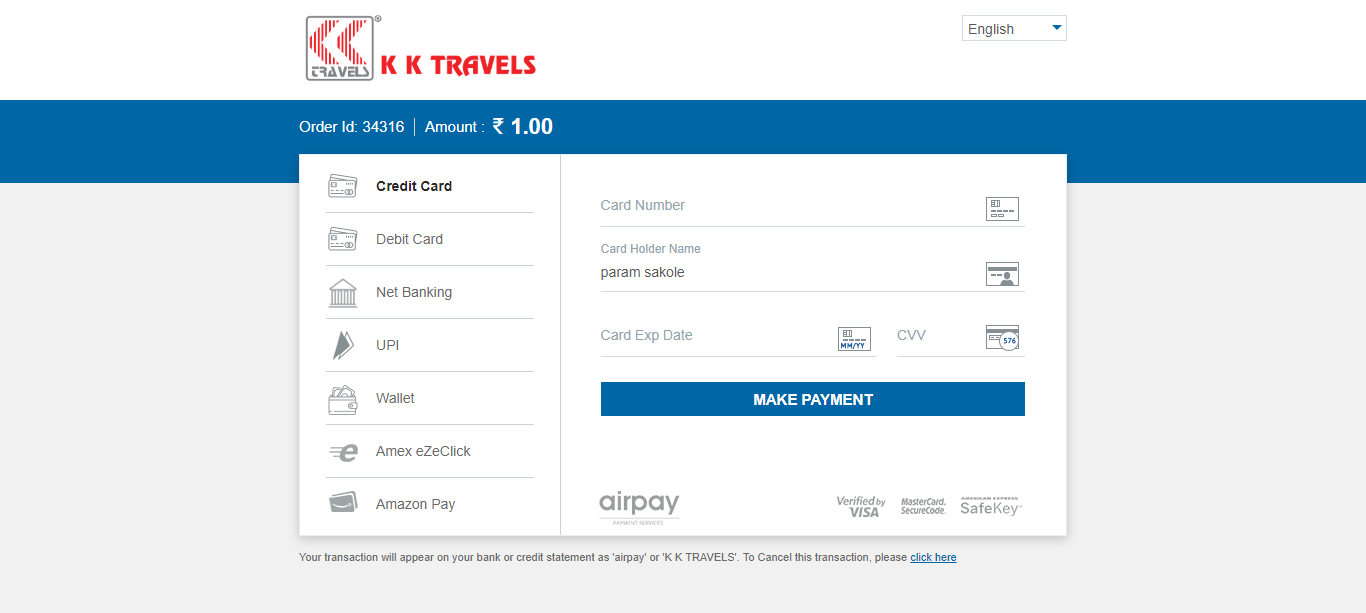 TRAVELS
®
K K TRAVELS
English
Order Id: 34316 Amount : ₹ 1.00
Credit Card
Debit Card
Net Banking
UPI
Wallet
Amex eZeClick
Amazon Pay
Card Number
Card Holder Name
param sakole
Card Exp Date
MM/YY
CVV
576
MAKE PAYMENT
airpay
PAYMENT SERVICES
Verified by
VISA
MasterCard.
SecureCode.
AMERICAN EXPRESS
SafeKey
Your transaction will appear on your bank or credit statement as 'airpay' or 'K K TRAVELS'. To Cancel this transaction, please click here